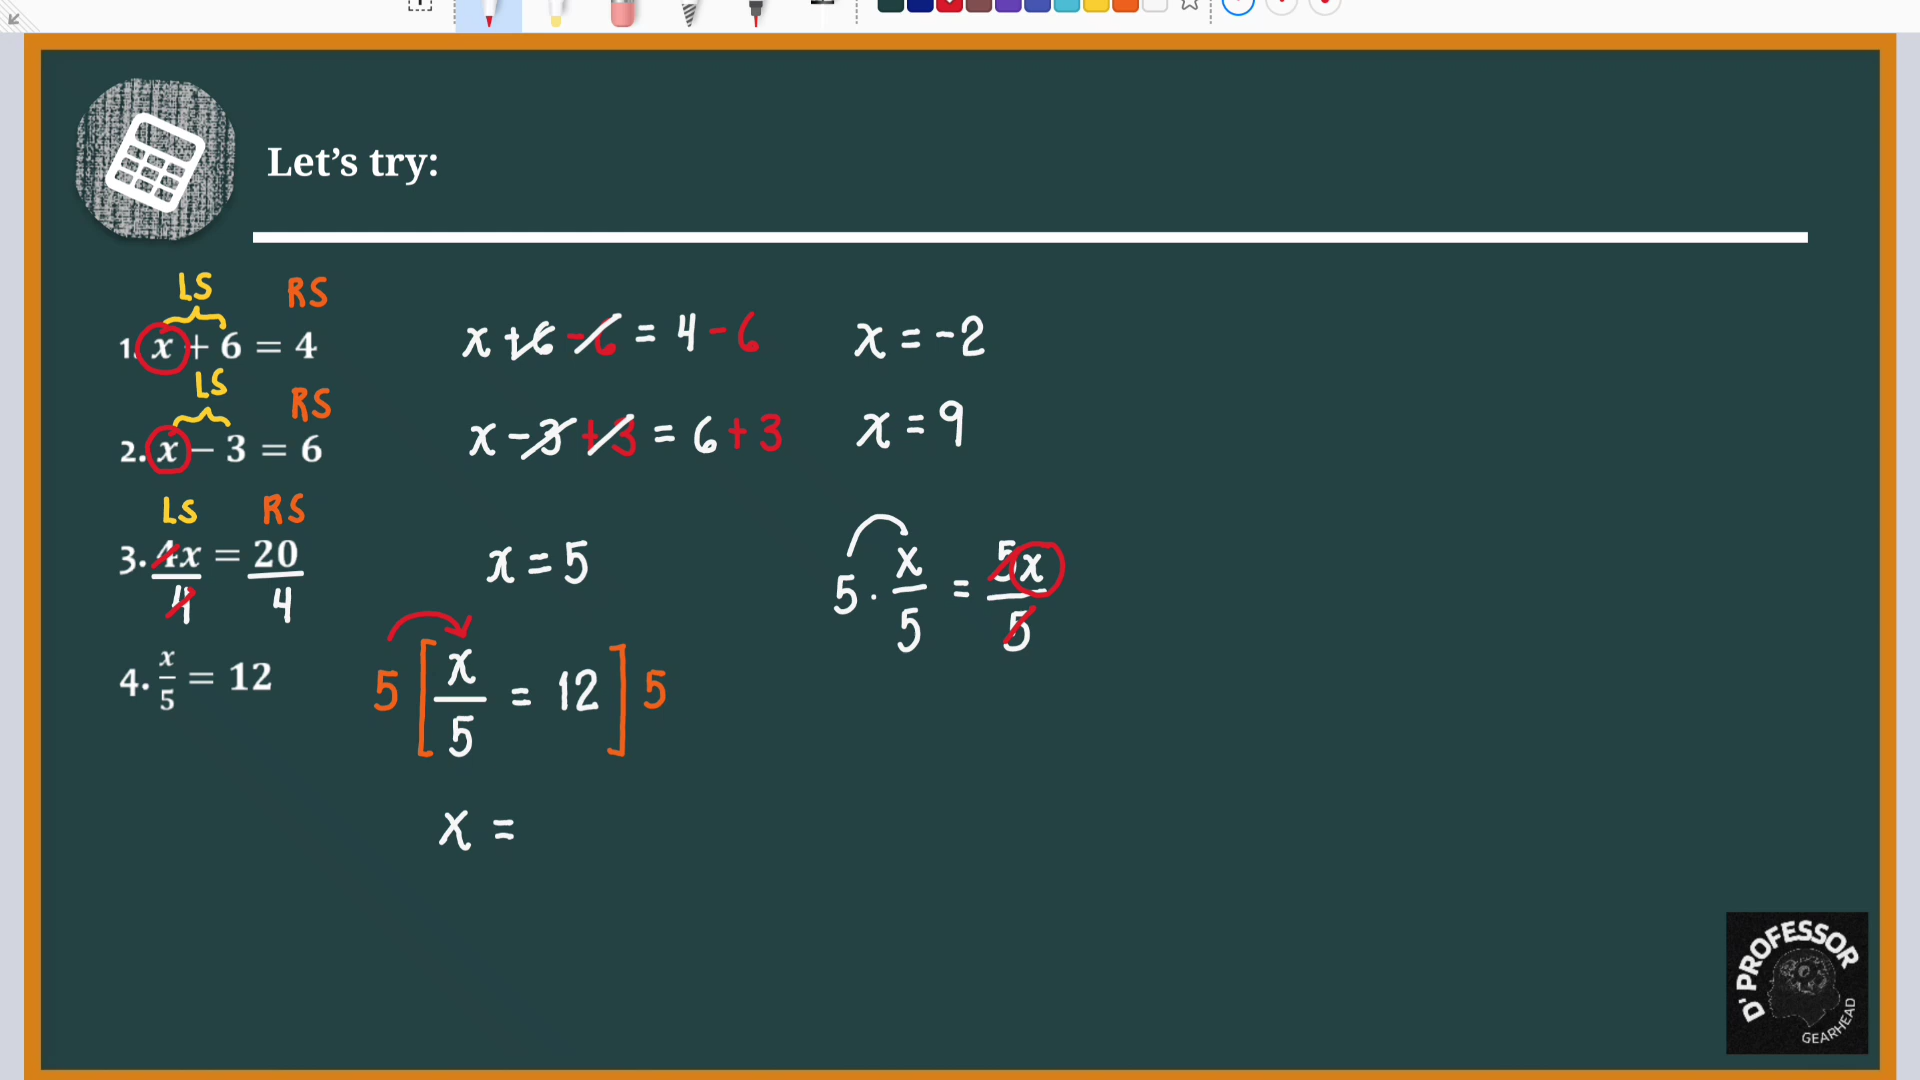 Let's try:
LS RS
1. x + 6 = 4
x + 6 - 6 = 4 - 6
x = -2
LS RS
2. x − 3 = 6
x - 3 + 3 = 6 + 3
x = 9
LS RS
3. 4x = 20
4 4
x = 5
4. x/5 = 12
5 [ x/5 = 12 ] 5
5 · x/5 = 5x/5
x =
D'PROFESSOR
GEARHEAD